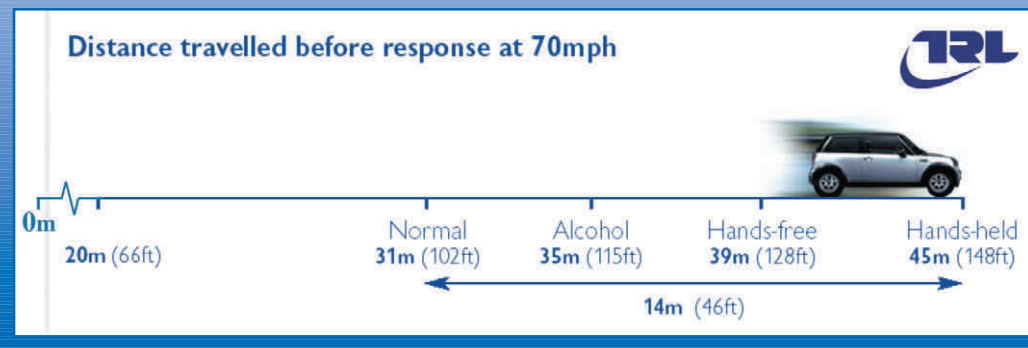 Distance travelled before response at 70mph
TRL
0m
20m (66ft)
Normal
31m (102ft)
Alcohol
35m (115ft)
Hands-free
39m (128ft)
Hands-held
45m (148ft)
14m (46ft)